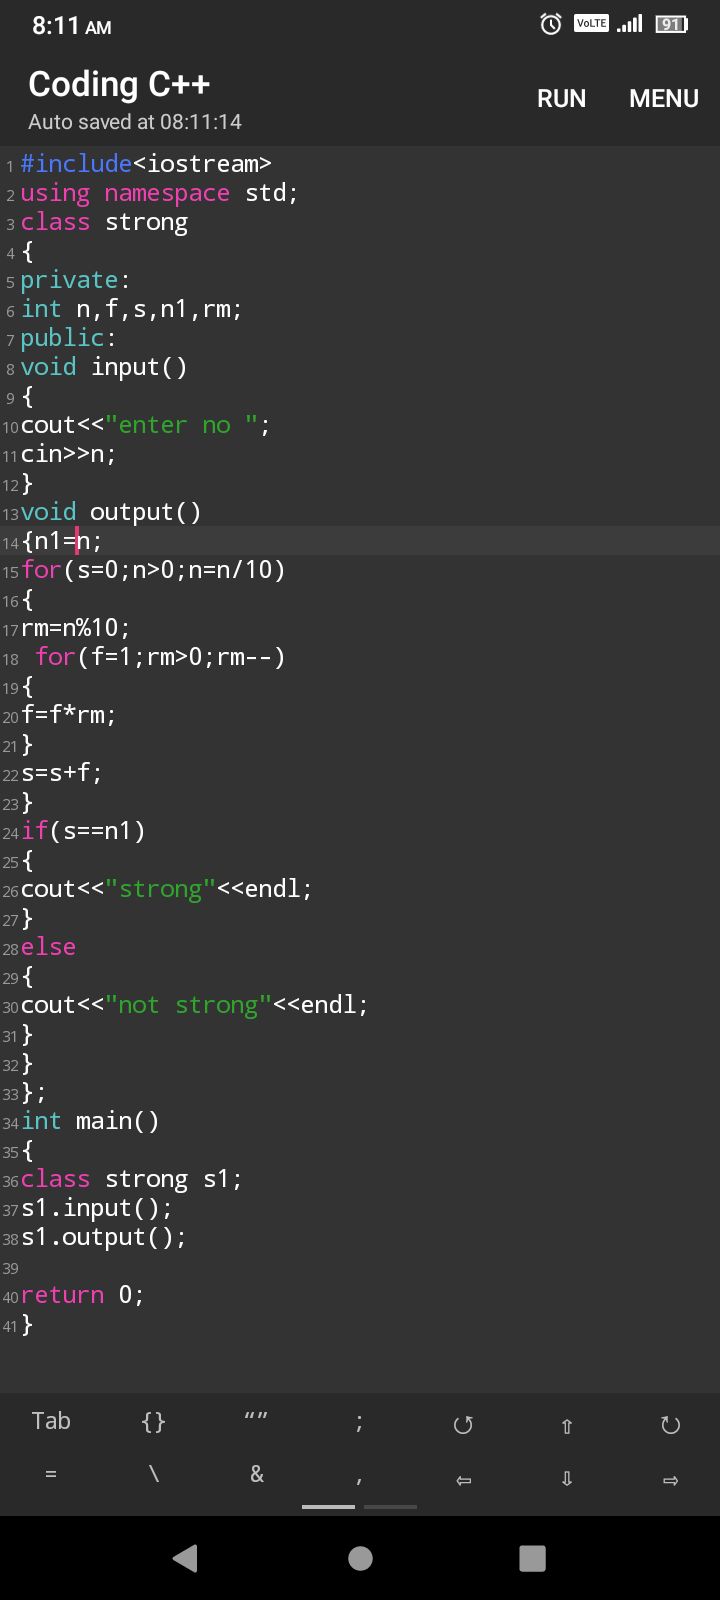 8:11 AM
VoLTE
91
Coding C++
Auto saved at 08:11:14
RUN
MENU
1 #include<iostream>
2 using namespace std;
3 class strong
4 {
5 private:
6 int n,f,s,n1,rm;
7 public:
8 void input()
9 {
10 cout<<"enter no ";
11 cin>>n;
12 }
13 void output()
14 {n1=n;
15 for(s=0;n>0;n=n/10)
16 {
17 rm=n%10;
18  for(f=1;rm>0;rm--)
19 {
20 f=f*rm;
21 }
22 s=s+f;
23 }
24 if(s==n1)
25 {
26 cout<<"strong"<<endl;
27 }
28 else
29 {
30 cout<<"not strong"<<endl;
31 }
32 }
33 };
34 int main()
35 {
36 class strong s1;
37 s1.input();
38 s1.output();
39
40 return 0;
41 }
Tab {} “” ; ↺ ⇧ ↻
= \ & , ⇦ ⇩ ⇨